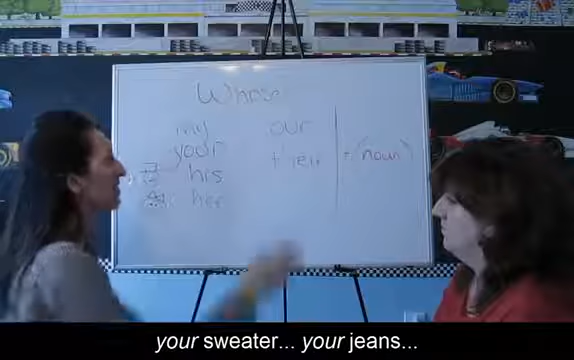 Whose
my our
your their + (noun)
his
her
your sweater... your jeans...